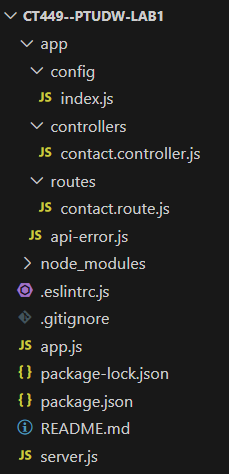 CT449--PTUDW-LAB1
app
config
JS index.js
controllers
JS contact.controller.js
routes
JS contact.route.js
JS api-error.js
node_modules
.eslintrc.js
.gitignore
JS app.js
{ } package-lock.json
{ } package.json
README.md
JS server.js